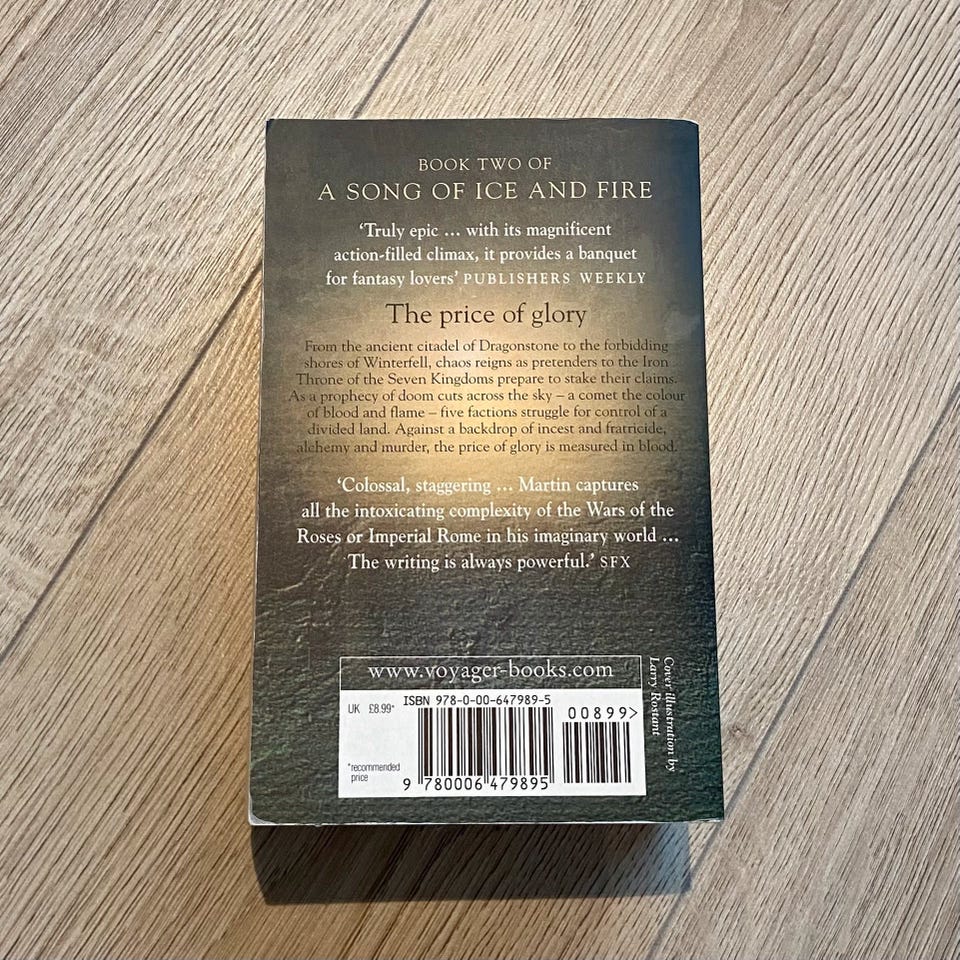 BOOK TWO OF
A SONG OF ICE AND FIRE
‘Truly epic ... with its magnificent
action-filled climax, it provides a banquet
for fantasy lovers’ PUBLISHERS WEEKLY
The price of glory
From the ancient citadel of Dragonstone to the forbidding
shores of Winterfell, chaos reigns as pretenders to the Iron
Throne of the Seven Kingdoms prepare to stake their claims.
As a prophecy of doom cuts across the sky – a comet the colour
of blood and flame – five factions struggle for control of a
divided land. Against a backdrop of incest and fratricide,
alchemy and murder, the price of glory is measured in blood.
‘Colossal, staggering ... Martin captures
all the intoxicating complexity of the Wars of the
Roses or Imperial Rome in his imaginary world ...
The writing is always powerful.’ SFX
www.voyager-books.com
Cover illustration by
Larry Rostant
UK £8.99*
ISBN 978-0-00-647989-5
00899>
*recommended
price
9 780006 479895